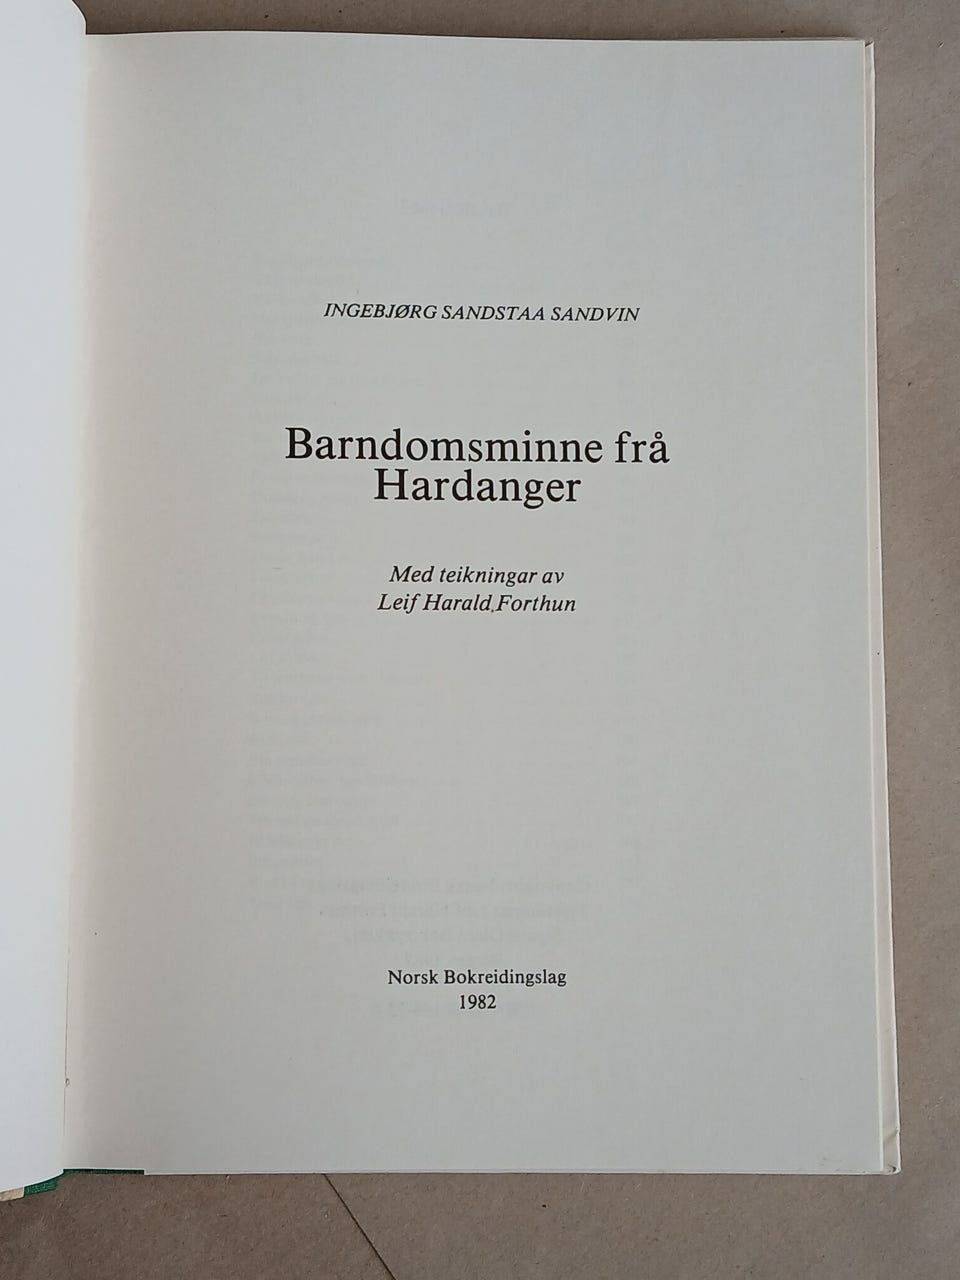 INGEBJØRG SANDSTAA SANDVIN
Barndomsminne frå
Hardanger
Med teikningar av
Leif Harald Forthun
Norsk Bokreidingslag
1982